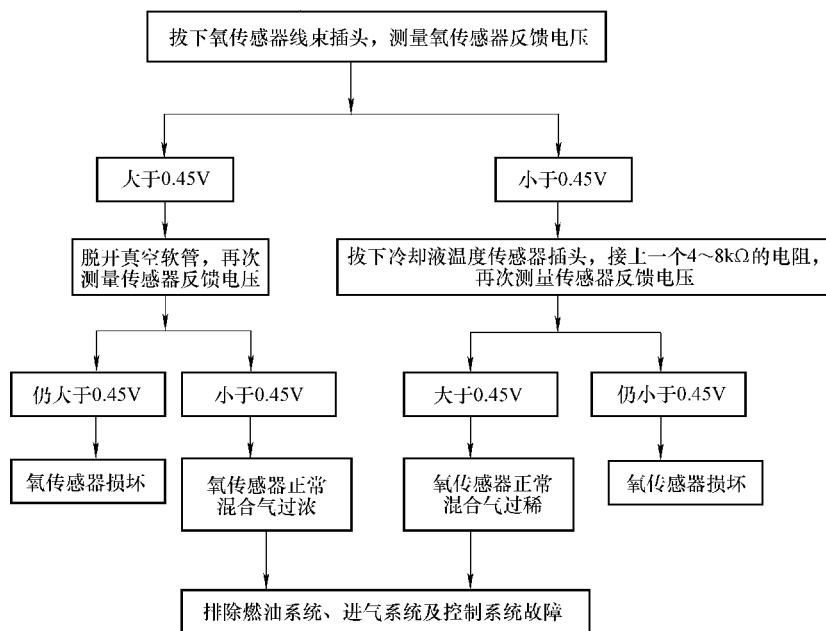 拔下氧传感器线束插头，测量氧传感器反馈电压
大于0.45V
小于0.45V
脱开真空软管，再次
测量传感器反馈电压
拔下冷却液温度传感器插头，接上一个4～8kΩ的电阻，
再次测量传感器反馈电压
仍大于0.45V
小于0.45V
大于0.45V
仍小于0.45V
氧传感器损坏
氧传感器正常
混合气过浓
氧传感器正常
混合气过稀
氧传感器损坏
排除燃油系统、进气系统及控制系统故障